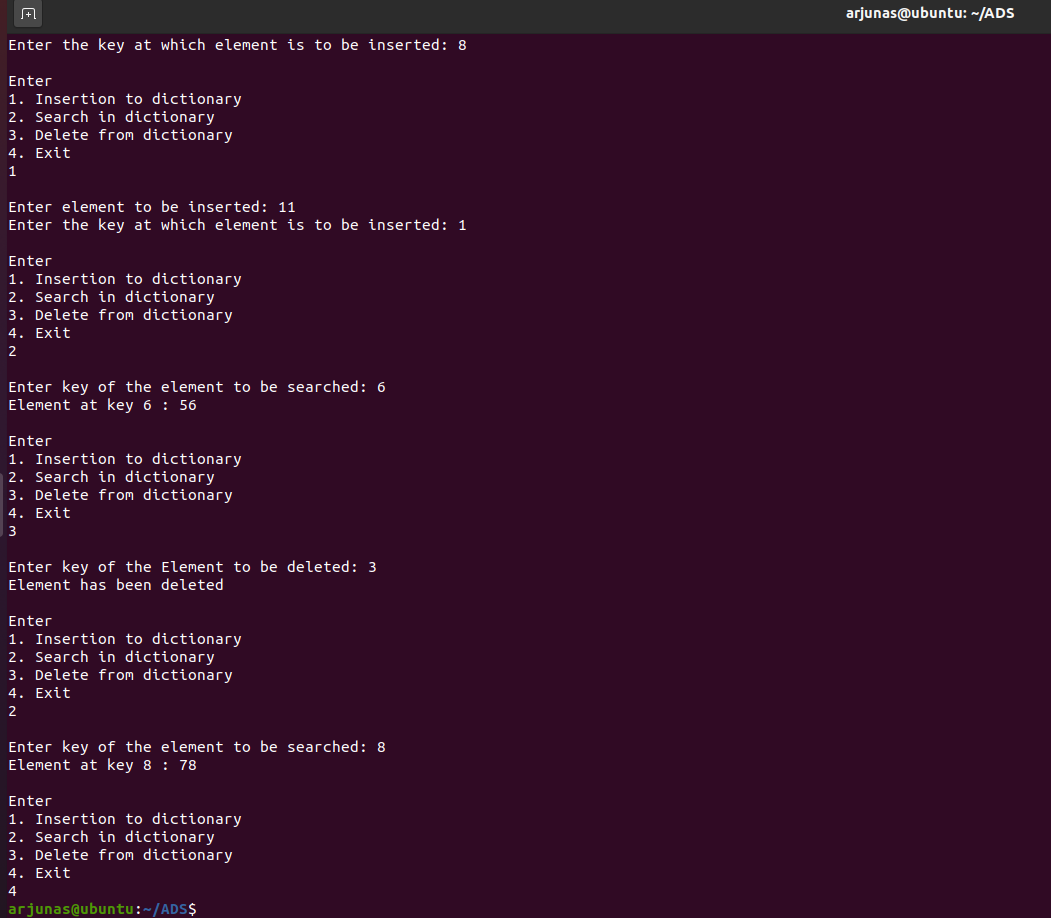 arjunas@ubuntu: ~/ADS
Enter the key at which element is to be inserted: 8
Enter
1. Insertion to dictionary
2. Search in dictionary
3. Delete from dictionary
4. Exit
1
Enter element to be inserted: 11
Enter the key at which element is to be inserted: 1
Enter
1. Insertion to dictionary
2. Search in dictionary
3. Delete from dictionary
4. Exit
2
Enter key of the element to be searched: 6
Element at key 6 : 56
Enter
1. Insertion to dictionary
2. Search in dictionary
3. Delete from dictionary
4. Exit
3
Enter key of the Element to be deleted: 3
Element has been deleted
Enter
1. Insertion to dictionary
2. Search in dictionary
3. Delete from dictionary
4. Exit
2
Enter key of the element to be searched: 8
Element at key 8 : 78
Enter
1. Insertion to dictionary
2. Search in dictionary
3. Delete from dictionary
4. Exit
4
arjunas@ubuntu:~/ADS$